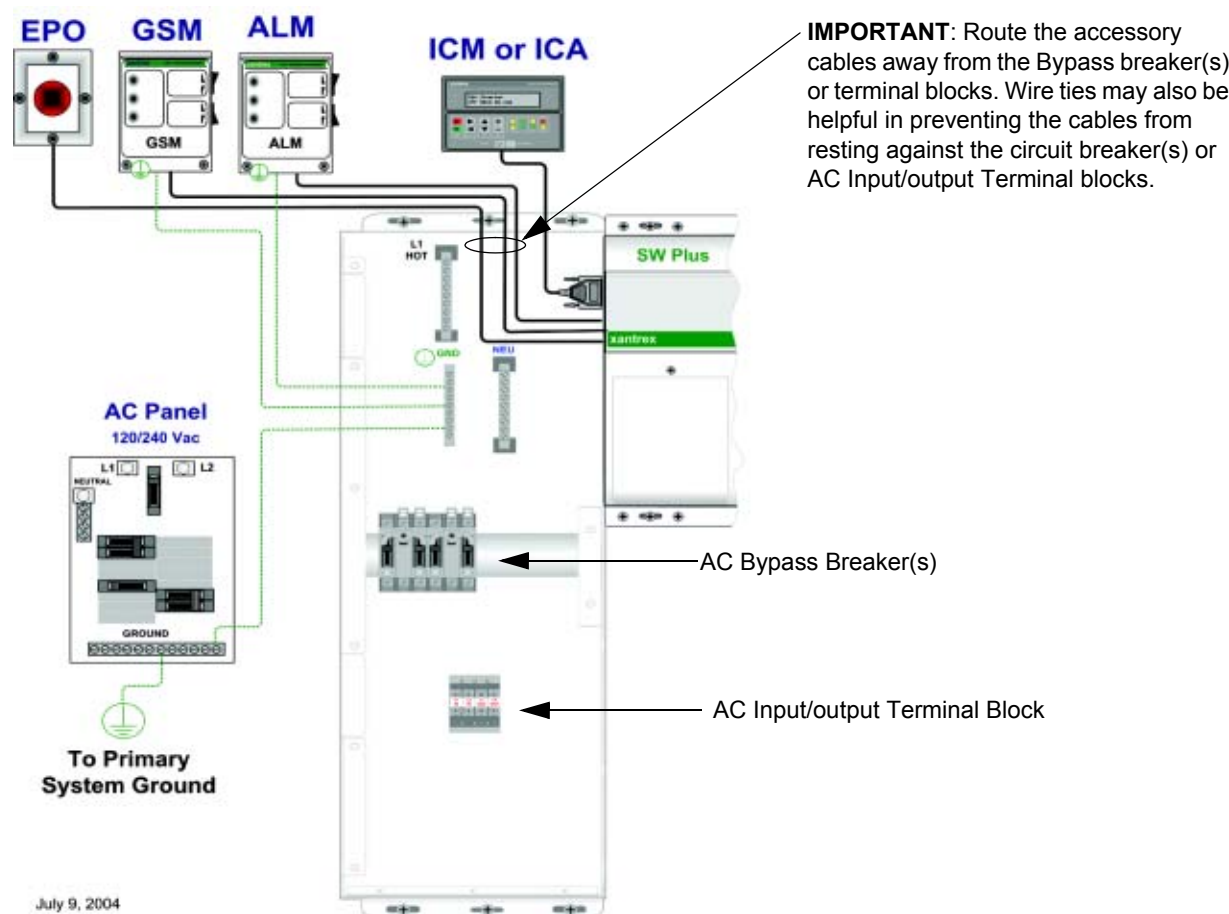 EPO
GSM
ALM
ICM or ICA
IMPORTANT: Route the accessory
cables away from the Bypass breaker(s)
or terminal blocks. Wire ties may also be
helpful in preventing the cables from
resting against the circuit breaker(s) or
AC Input/output Terminal blocks.
GSM
ALM
L1
HOT
SW Plus
xantrex
GND
NEU
AC Panel
120/240 Vac
L1
L2
NEUTRAL
GROUND
AC Bypass Breaker(s)
AC Input/output Terminal Block
To Primary
System Ground
July 9, 2004